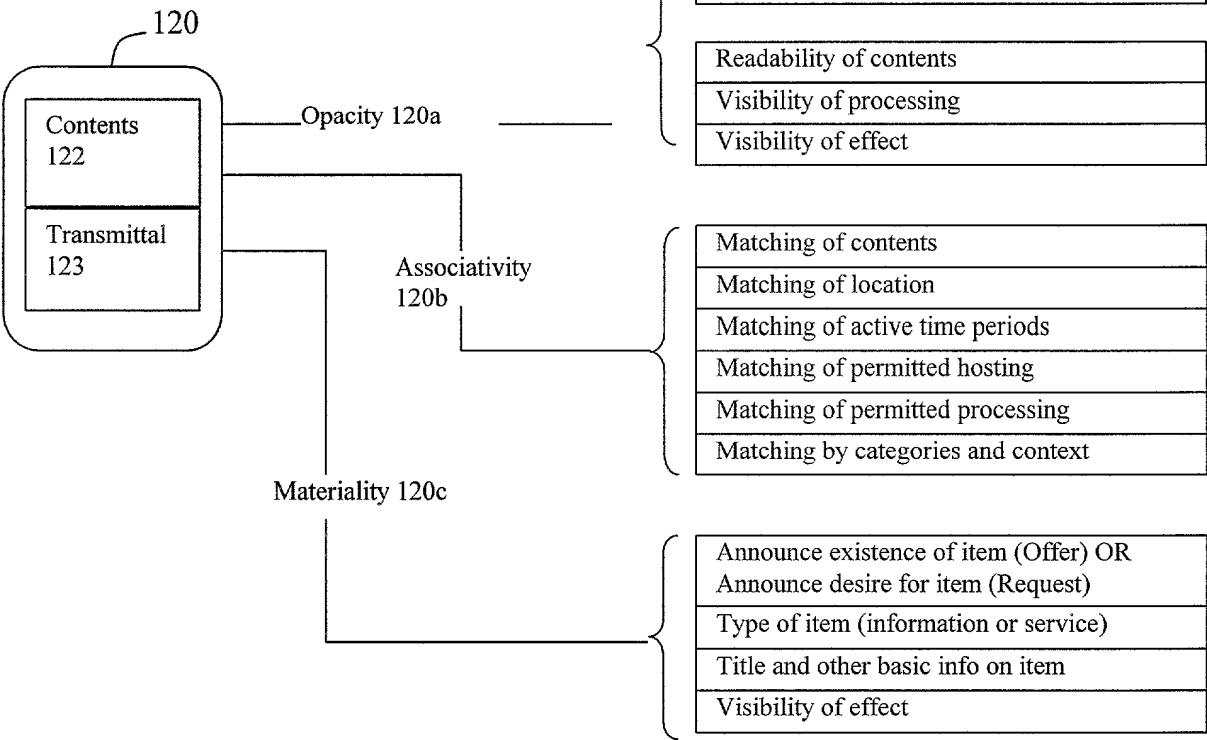 120
Contents
122
Transmittal
123
Opacity 120a
Associativity
120b
Materiality 120c
Readability of contents
Visibility of processing
Visibility of effect
Matching of contents
Matching of location
Matching of active time periods
Matching of permitted hosting
Matching of permitted processing
Matching by categories and context
Announce existence of item (Offer) OR
Announce desire for item (Request)
Type of item (information or service)
Title and other basic info on item
Visibility of effect